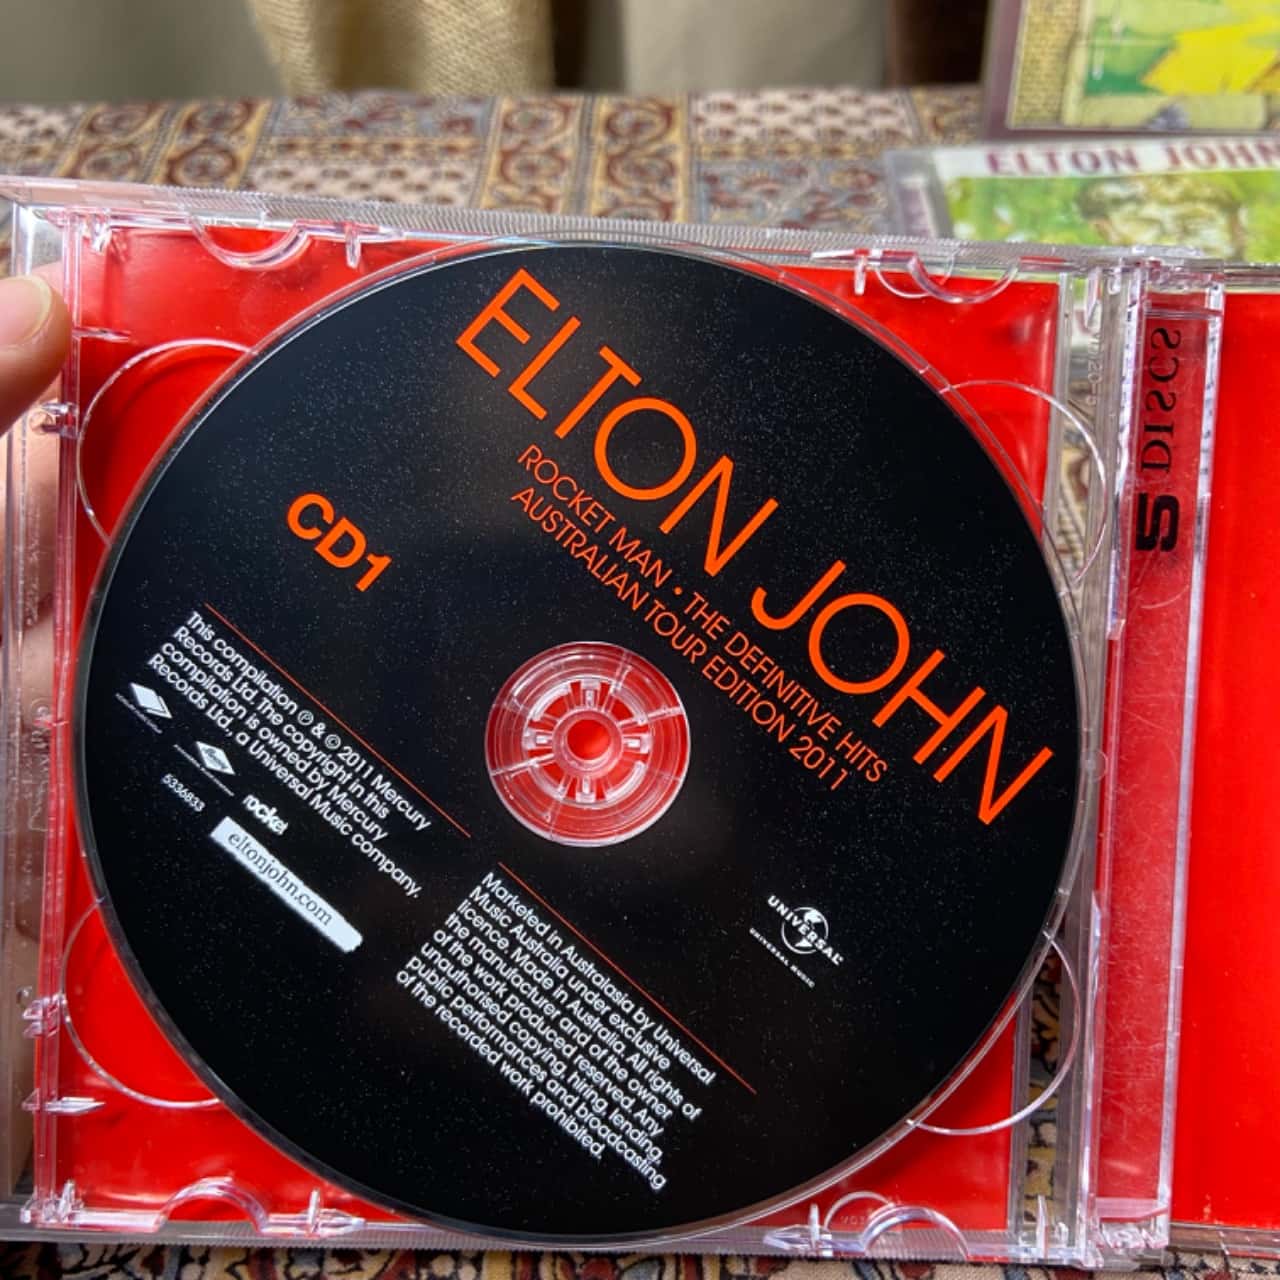 ELTON JOHN
ELTON JOHN
ROCKET MAN • THE DEFINITIVE HITS
AUSTRALIAN TOUR EDITION 2011
CD1
This compilation ℗ & © 2011 Mercury
Records Ltd. The copyright in this
compilation is owned by Mercury
Records Ltd, a Universal Music company.
5336833
rocket
eltonjohn.com
Marketed in Australasia by Universal
Music Australia under exclusive
licence. Made in Australia. All rights of
the manufacturer and of the owner
of the work produced reserved. Any
unauthorised copying, hiring, lending,
public performances and broadcasting
of the recorded work prohibited.
UNIVERSAL
UNIVERSAL MUSIC
2 DISCS